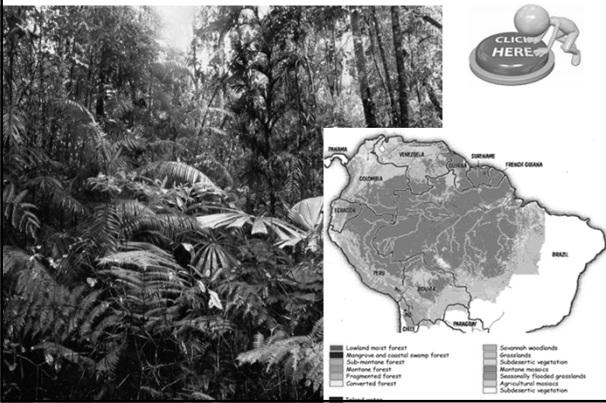 CLICK
HERE
PANAMA
VENEZUELA
GUIANA
SURINAME
FRENCH GUIANA
COLOMBIA
ECUADOR
PERU
BRAZIL
BOLIVIA
CHILE
PARAGUAY
Lowland moist forest
Mangrove and coastal swamp forest
Sub-montane forest
Montane forest
Fragmented forest
Converted forest
Savannah woodlands
Grasslands
Subdesertic vegetation
Montane mosaics
Seasonally flooded grasslands
Agricultural mosaics
Subdesertic vegetation